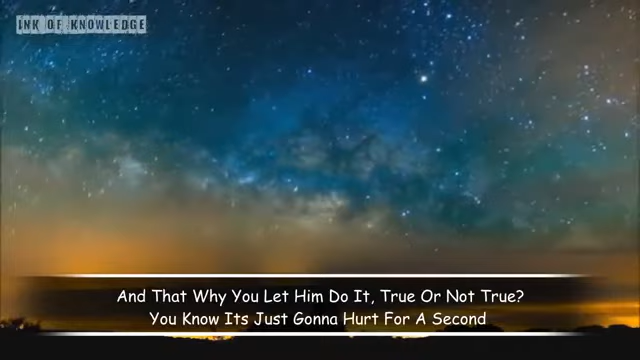 INK OF KNOWLEDGE
And That Why You Let Him Do It, True Or Not True?
You Know Its Just Gonna Hurt For A Second